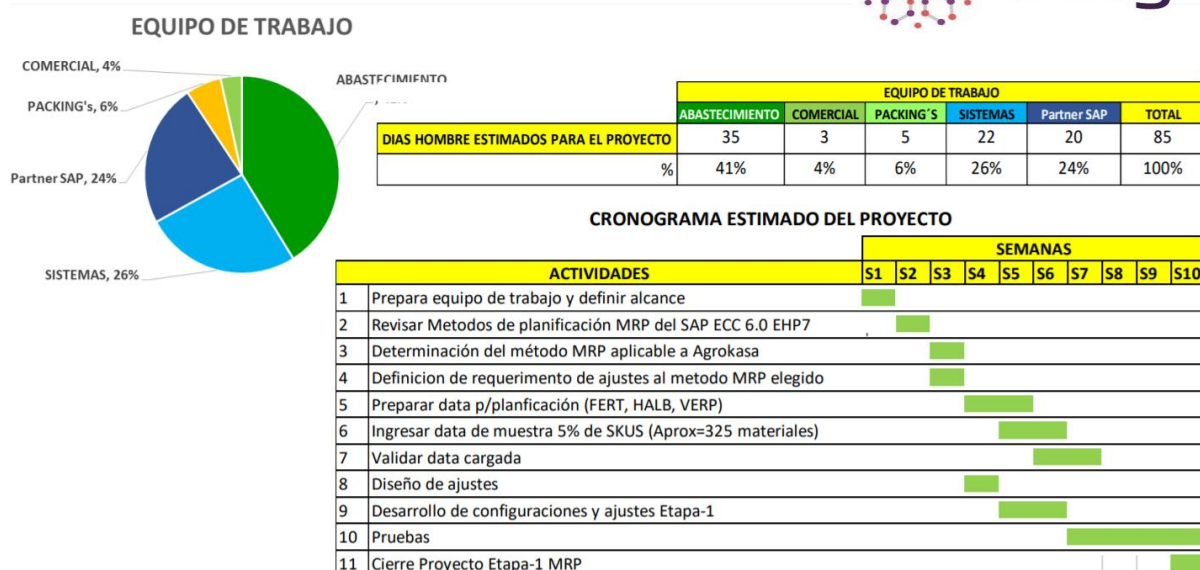 EQUIPO DE TRABAJO
COMERCIAL, 4%
PACKING's, 6%
Partner SAP, 24%
SISTEMAS, 26%
ABASTECIMIENTO
EQUIPO DE TRABAJO
ABASTECIMIENTO COMERCIAL PACKING´S SISTEMAS Partner SAP TOTAL
DIAS HOMBRE ESTIMADOS PARA EL PROYECTO 35 3 5 22 20 85
% 41% 4% 6% 26% 24% 100%
CRONOGRAMA ESTIMADO DEL PROYECTO
SEMANAS
ACTIVIDADES S1 S2 S3 S4 S5 S6 S7 S8 S9 S10
1 Prepara equipo de trabajo y definir alcance
2 Revisar Metodos de planificación MRP del SAP ECC 6.0 EHP7
3 Determinación del método MRP aplicable a Agrokasa
4 Definicion de requerimento de ajustes al metodo MRP elegido
5 Preparar data p/planficación (FERT, HALB, VERP)
6 Ingresar data de muestra 5% de SKUS (Aprox=325 materiales)
7 Validar data cargada
8 Diseño de ajustes
9 Desarrollo de configuraciones y ajustes Etapa-1
10 Pruebas
11 Cierre Proyecto Etapa-1 MRP